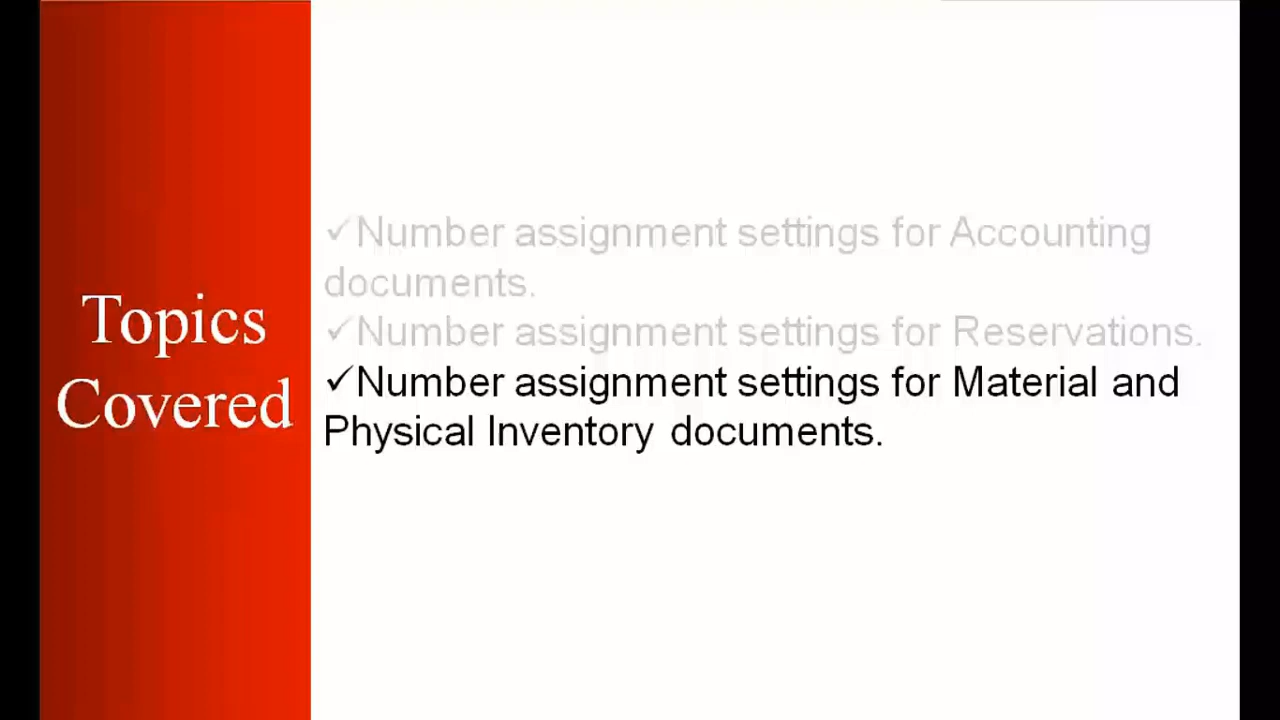 Topics
Covered
✓Number assignment settings for Accounting
documents.
✓Number assignment settings for Reservations.
✓Number assignment settings for Material and
Physical Inventory documents.